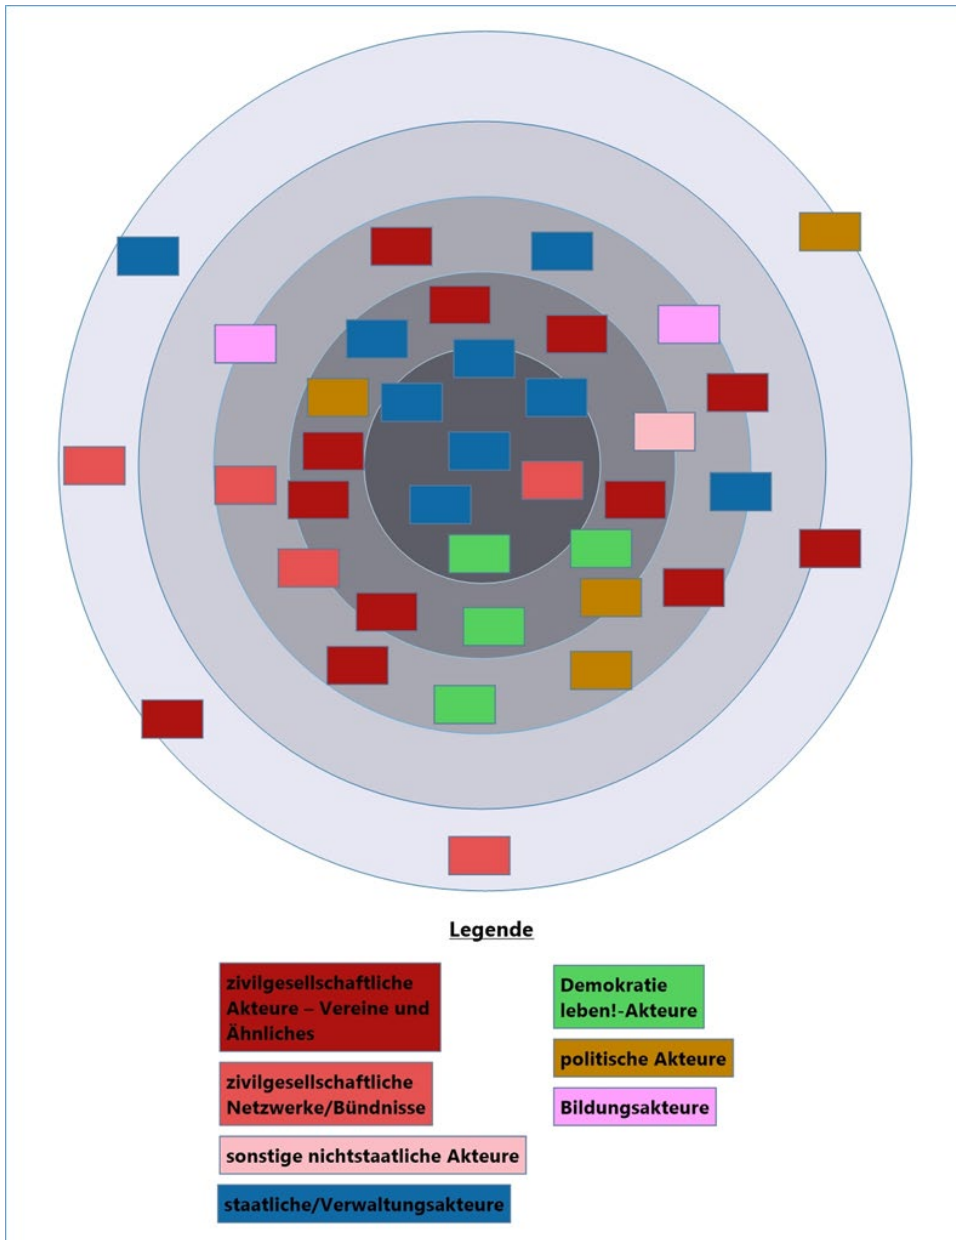 Legende
zivilgesellschaftliche
Akteure – Vereine und
Ähnliches
zivilgesellschaftliche
Netzwerke/Bündnisse
sonstige nichtstaatliche Akteure
staatliche/Verwaltungsakteure
Demokratie
leben!-Akteure
politische Akteure
Bildungsakteure